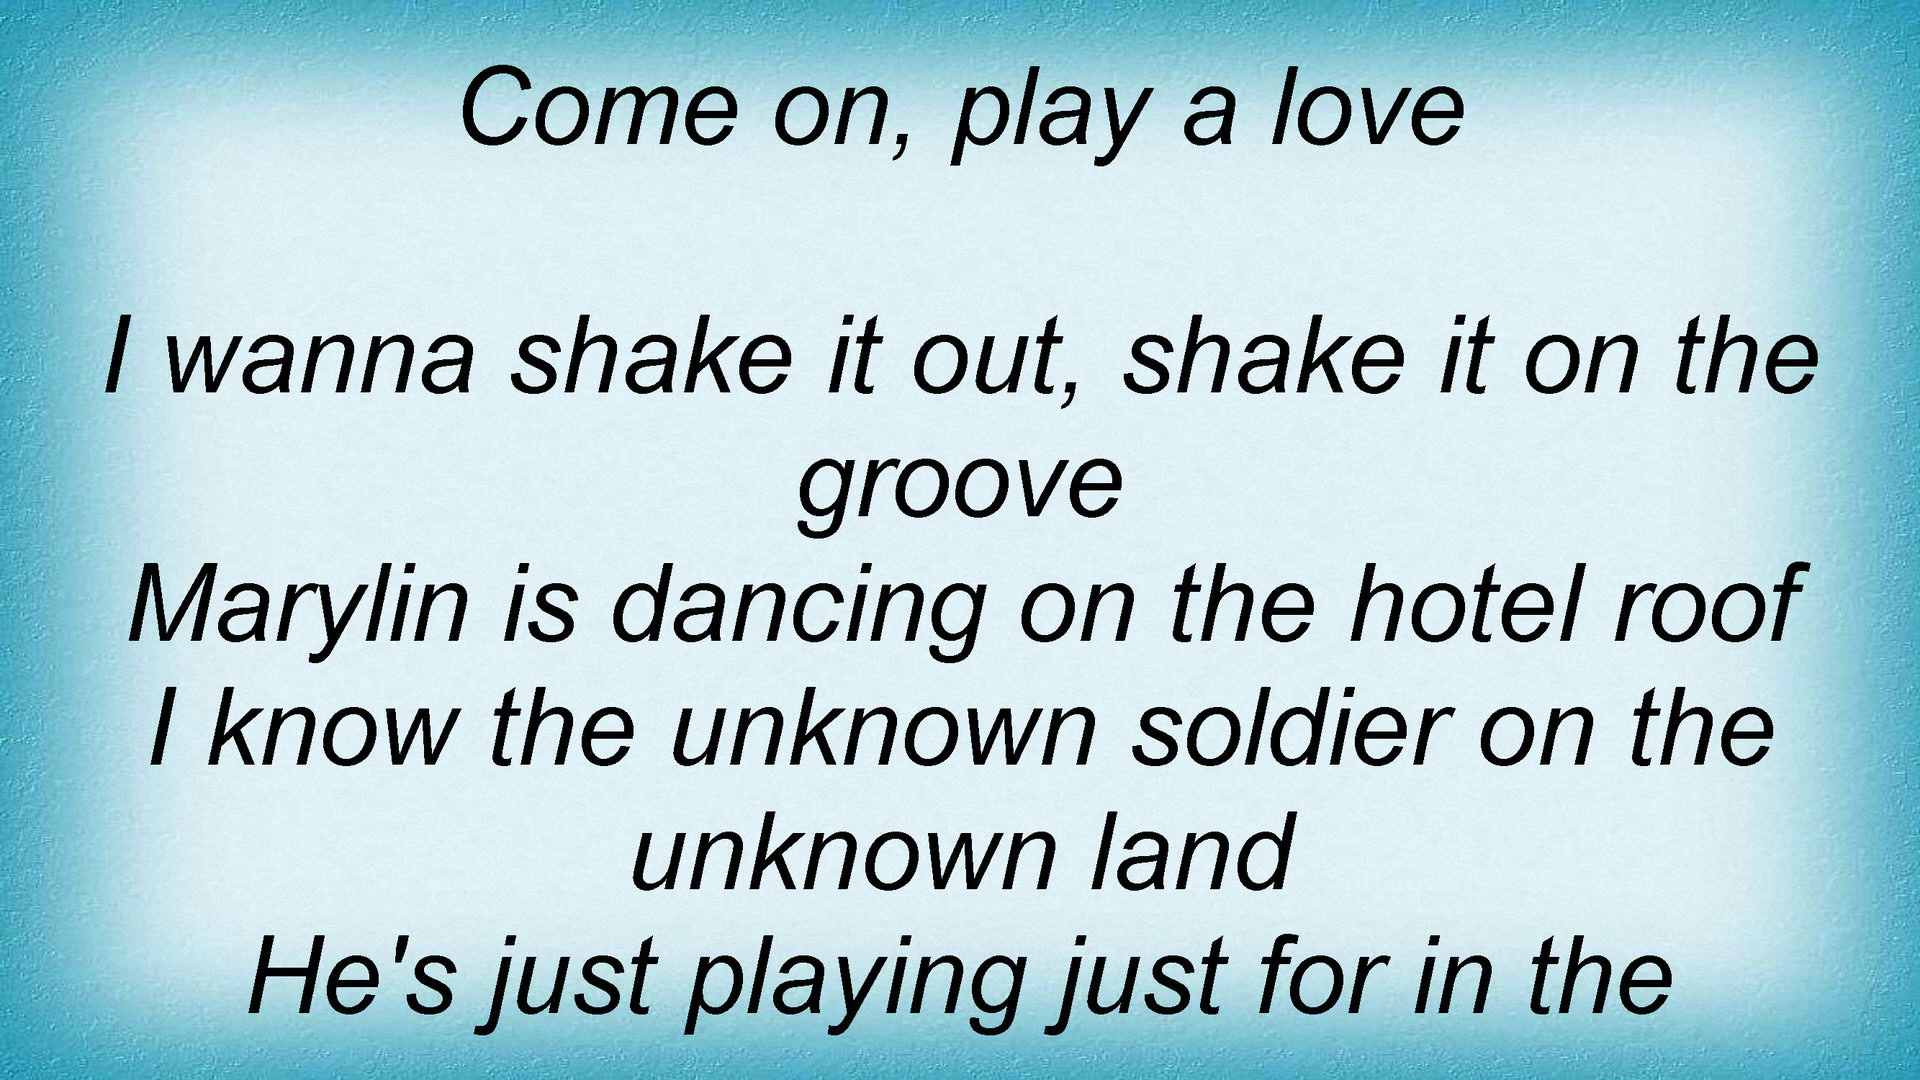 Come on, play a love
I wanna shake it out, shake it on the
groove
Marylin is dancing on the hotel roof
I know the unknown soldier on the
unknown land
He's just playing just for in the